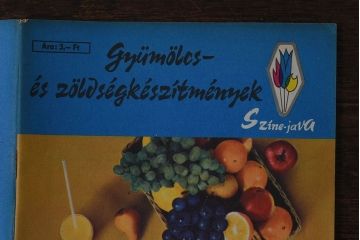 Ára: 3,- Ft
Gyümölcs-
és zöldségkészítmények
Színe-java